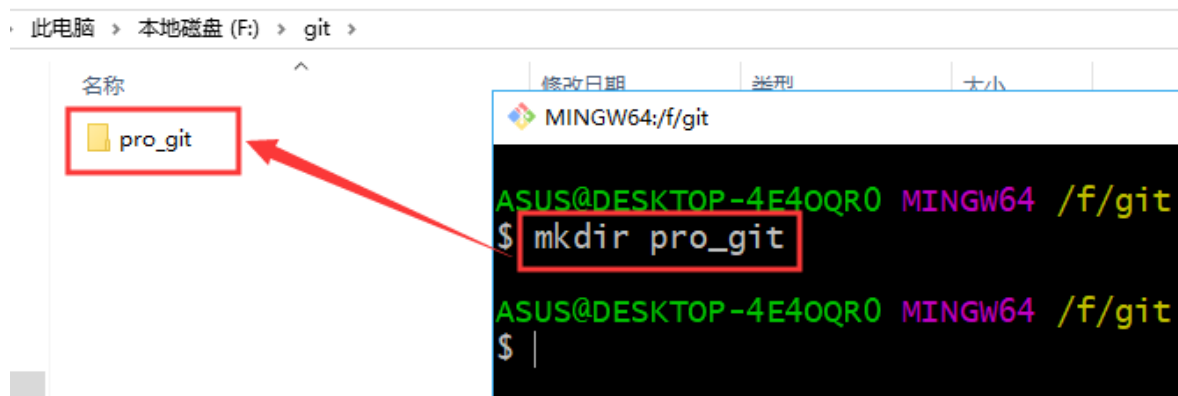 此电脑 > 本地磁盘 (F:) > git >
名称 修改日期 类型 大小
pro_git
MINGW64:/f/git
ASUS@DESKTOP-4E4OQR0 MINGW64 /f/git
$ mkdir pro_git
ASUS@DESKTOP-4E4OQR0 MINGW64 /f/git
$